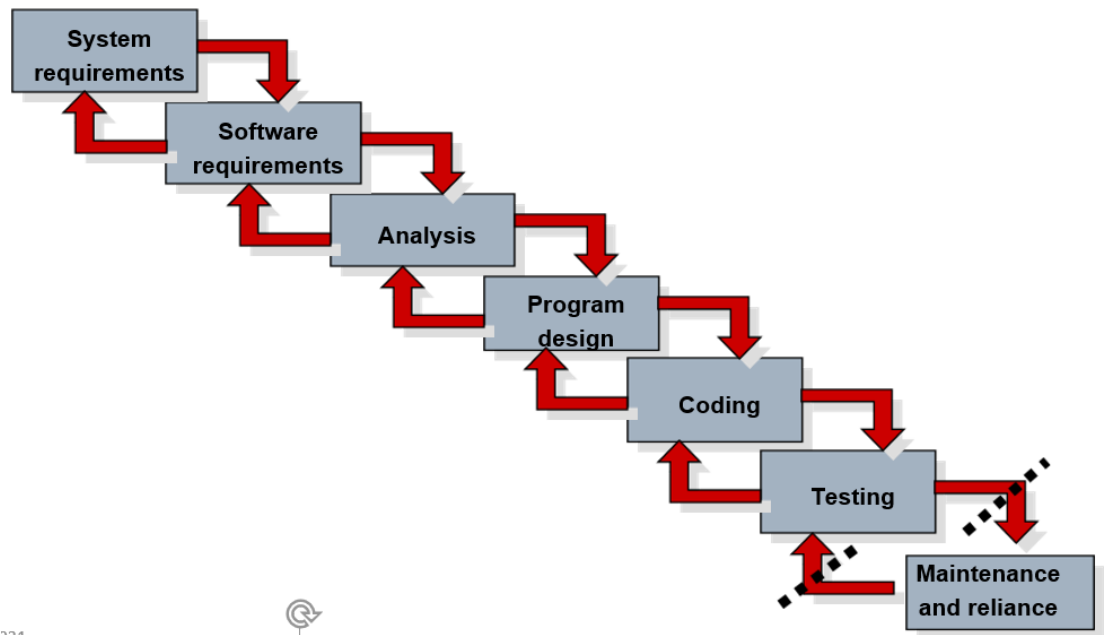 System
requirements
Software
requirements
Analysis
Program
design
Coding
Testing
Maintenance
and reliance